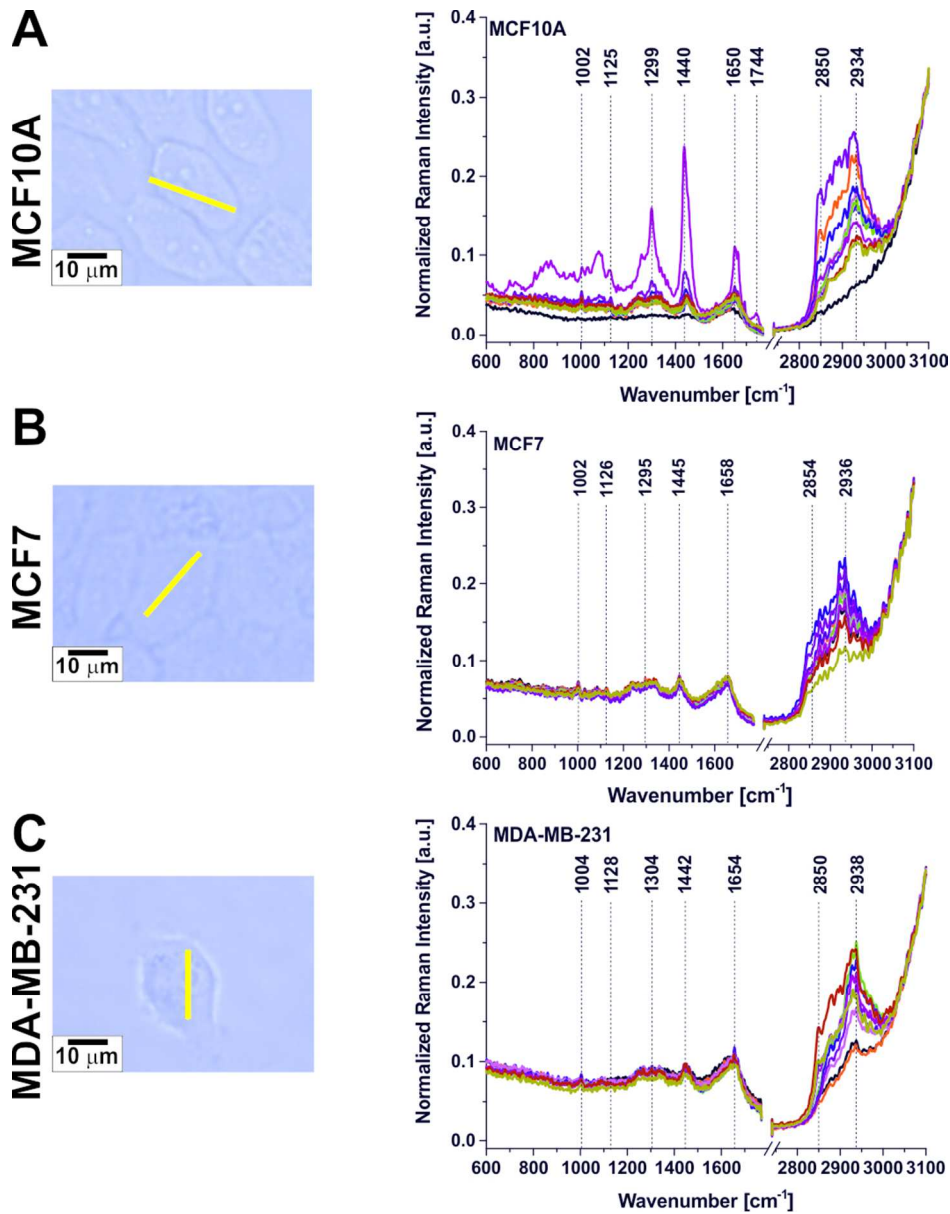 A
MCF10A
10 μm
MCF10A
1002
1125
1299
1440
1650
1744
2850
2934
Normalized Raman Intensity [a.u.]
0.4
0.3
0.2
0.1
0.0
600 800 1000 1200 1400 1600 2800 2900 3000 3100
Wavenumber [cm⁻¹]
B
MCF7
10 μm
MCF7
1002
1126
1295
1445
1658
2854
2936
Normalized Raman Intensity [a.u.]
0.4
0.3
0.2
0.1
0.0
600 800 1000 1200 1400 1600 2800 2900 3000 3100
Wavenumber [cm⁻¹]
C
MDA-MB-231
10 μm
MDA-MB-231
1004
1128
1304
1442
1654
2850
2938
Normalized Raman Intensity [a.u.]
0.4
0.3
0.2
0.1
0.0
600 800 1000 1200 1400 1600 2800 2900 3000 3100
Wavenumber [cm⁻¹]